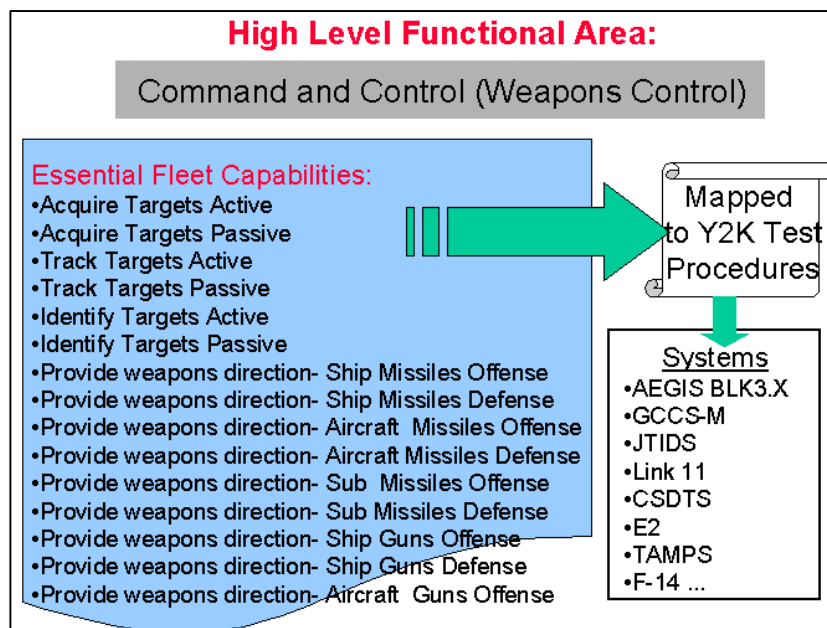 High Level Functional Area:
Command and Control (Weapons Control)
Essential Fleet Capabilities:
•Acquire Targets Active
•Acquire Targets Passive
•Track Targets Active
•Track Targets Passive
•Identify Targets Active
•Identify Targets Passive
•Provide weapons direction- Ship Missiles Offense
•Provide weapons direction- Ship Missiles Defense
•Provide weapons direction- Aircraft  Missiles Offense
•Provide weapons direction- Aircraft Missiles Defense
•Provide weapons direction- Sub  Missiles Offense
•Provide weapons direction- Sub Missiles Defense
•Provide weapons direction- Ship Guns Offense
•Provide weapons direction- Ship Guns Defense
•Provide weapons direction- Aircraft  Guns Offense
Mapped
to Y2K Test
Procedures
Systems
•AEGIS BLK3.X
•GCCS-M
•JTIDS
•Link 11
•CSDTS
•E2
•TAMPS
•F-14 ...